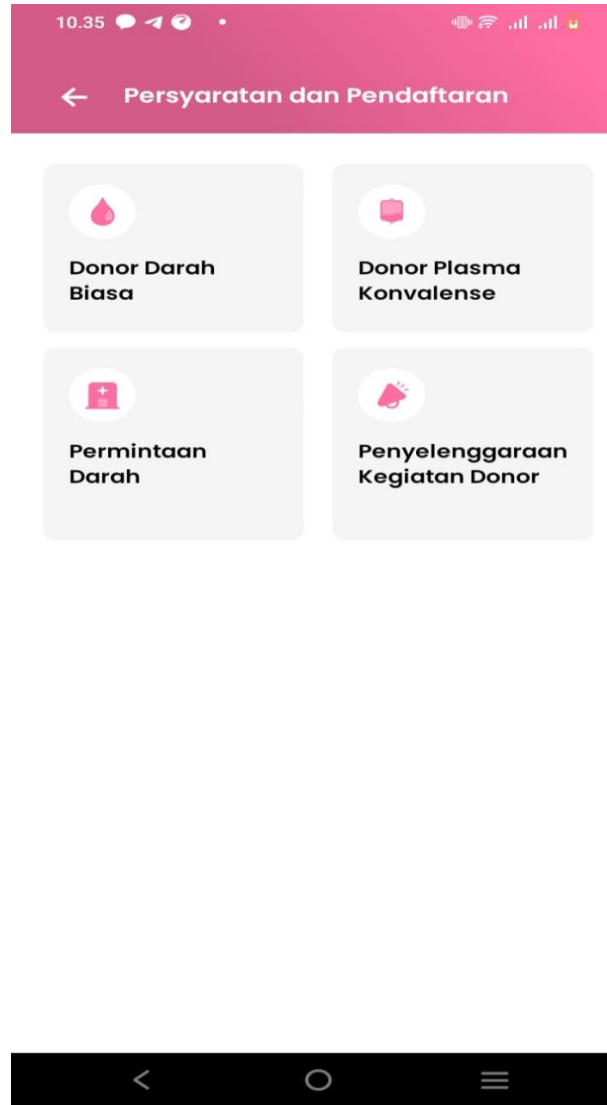 10.35
Persyaratan dan Pendaftaran
Donor Darah
Biasa
Donor Plasma
Konvalense
Permintaan
Darah
Penyelenggaraan
Kegiatan Donor